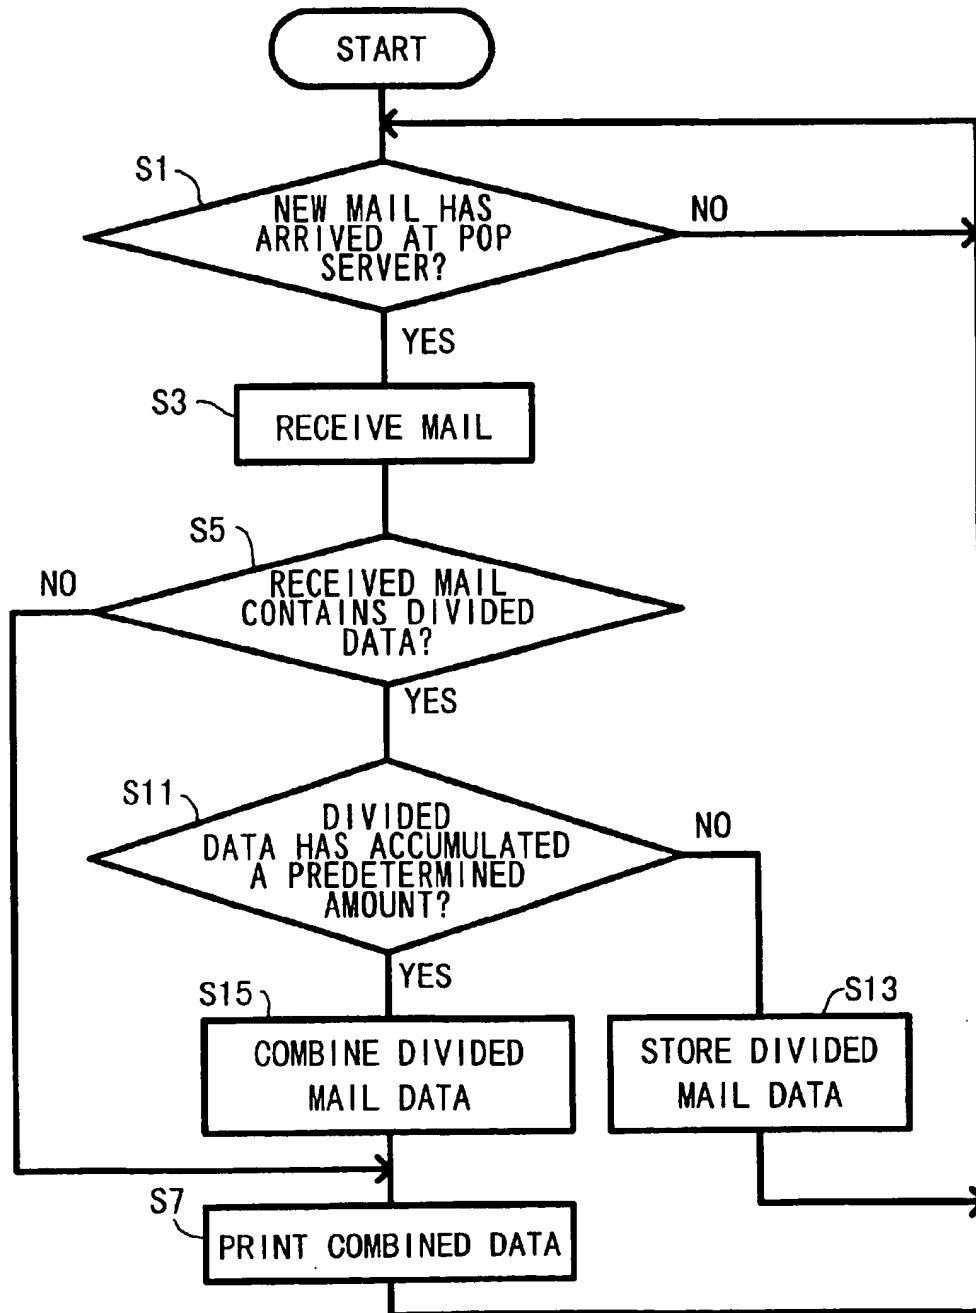 START
S1
NEW MAIL HAS
ARRIVED AT POP
SERVER?
NO
YES
S3
RECEIVE MAIL
S5
NO
RECEIVED MAIL
CONTAINS DIVIDED
DATA?
YES
S11
DIVIDED
DATA HAS ACCUMULATED
A PREDETERMINED
AMOUNT?
NO
YES
S15
COMBINE DIVIDED
MAIL DATA
S13
STORE DIVIDED
MAIL DATA
S7
PRINT COMBINED DATA